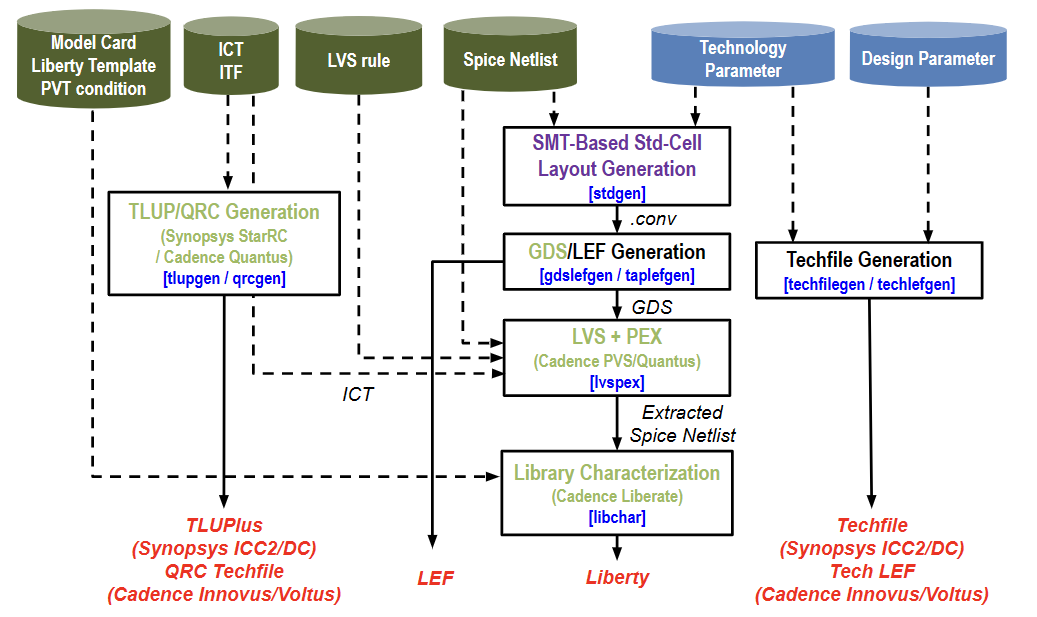 Model Card
Liberty Template
PVT condition
ICT
ITF
LVS rule
Spice Netlist
Technology
Parameter
Design Parameter
SMT-Based Std-Cell
Layout Generation
[stdgen]
.conv
TLUP/QRC Generation
(Synopsys StarRC
/ Cadence Quantus)
[tlupgen / qrcgen]
GDS/LEF Generation
[gdslefgen / taplefgen]
GDS
Techfile Generation
[techfilegen / techlefgen]
LVS + PEX
(Cadence PVS/Quantus)
[lvspex]
ICT
Extracted
Spice Netlist
Library Characterization
(Cadence Liberate)
[libchar]
TLUPlus
(Synopsys ICC2/DC)
QRC Techfile
(Cadence Innovus/Voltus)
LEF
Liberty
Techfile
(Synopsys ICC2/DC)
Tech LEF
(Cadence Innovus/Voltus)